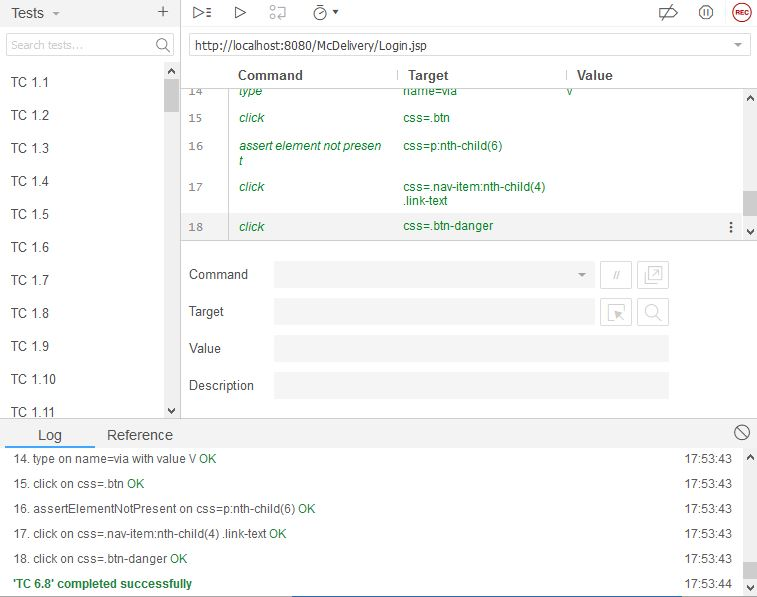 Tests
REC
Search tests...
http://localhost:8080/McDelivery/Login.jsp
Command Target Value
TC 1.1
TC 1.2
TC 1.3
TC 1.4
TC 1.5
TC 1.6
TC 1.7
TC 1.8
TC 1.9
TC 1.10
TC 1.11
14 type name=via V
15 click css=.btn
16 assert element not presen
t css=p:nth-child(6)
17 click css=.nav-item:nth-child(4)
.link-text
18 click css=.btn-danger
Command //
Target
Value
Description
Log Reference
14. type on name=via with value V OK 17:53:43
15. click on css=.btn OK 17:53:43
16. assertElementNotPresent on css=p:nth-child(6) OK 17:53:43
17. click on css=.nav-item:nth-child(4) .link-text OK 17:53:43
18. click on css=.btn-danger OK 17:53:43
'TC 6.8' completed successfully 17:53:44